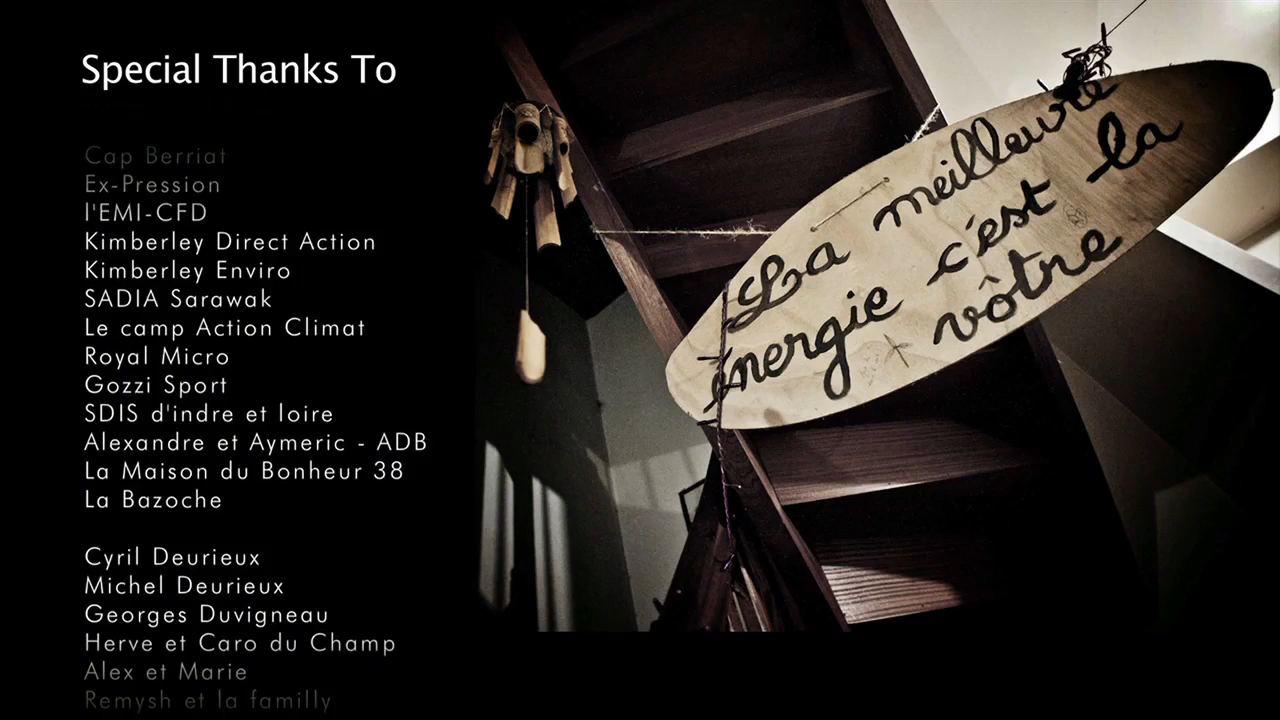 Special Thanks To
Cap Berriat
Ex-Pression
l'EMI-CFD
Kimberley Direct Action
Kimberley Enviro
SADIA Sarawak
Le camp Action Climat
Royal Micro
Gozzi Sport
SDIS d'indre et loire
Alexandre et Aymeric - ADB
La Maison du Bonheur 38
La Bazoche
Cyril Deurieux
Michel Deurieux
Georges Duvigneau
Herve et Caro du Champ
Alex et Marie
Remysh et la familly
La meilleure
énergie c'est la
vôtre